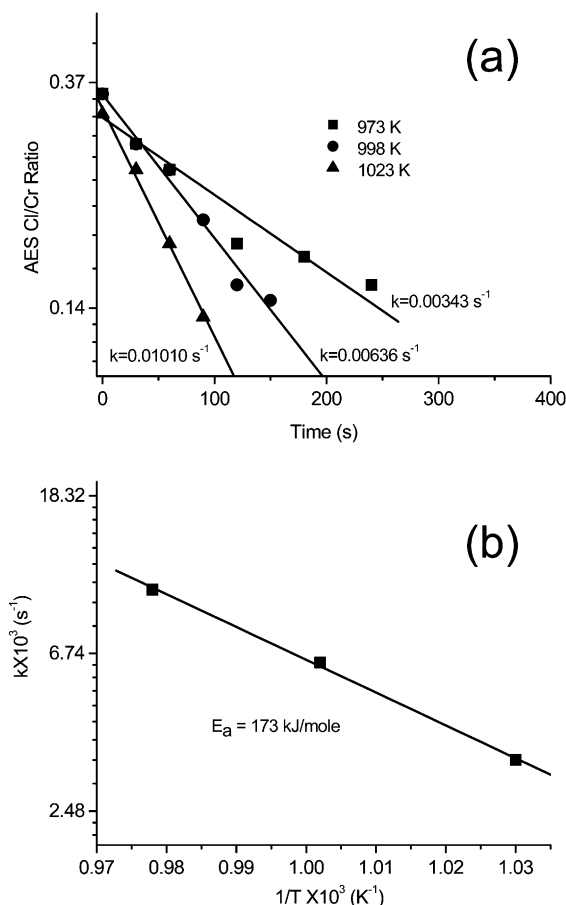 (a)
0.37
973 K
998 K
1023 K
AES Cl/Cr Ratio
k=0.00343 s⁻¹
0.14
k=0.01010 s⁻¹
k=0.00636 s⁻¹
0 100 200 300 400
Time (s)
18.32
(b)
kX10³ (s⁻¹)
6.74
Eₐ = 173 kJ/mole
2.48
0.97 0.98 0.99 1.00 1.01 1.02 1.03
1/T X10³ (K⁻¹)